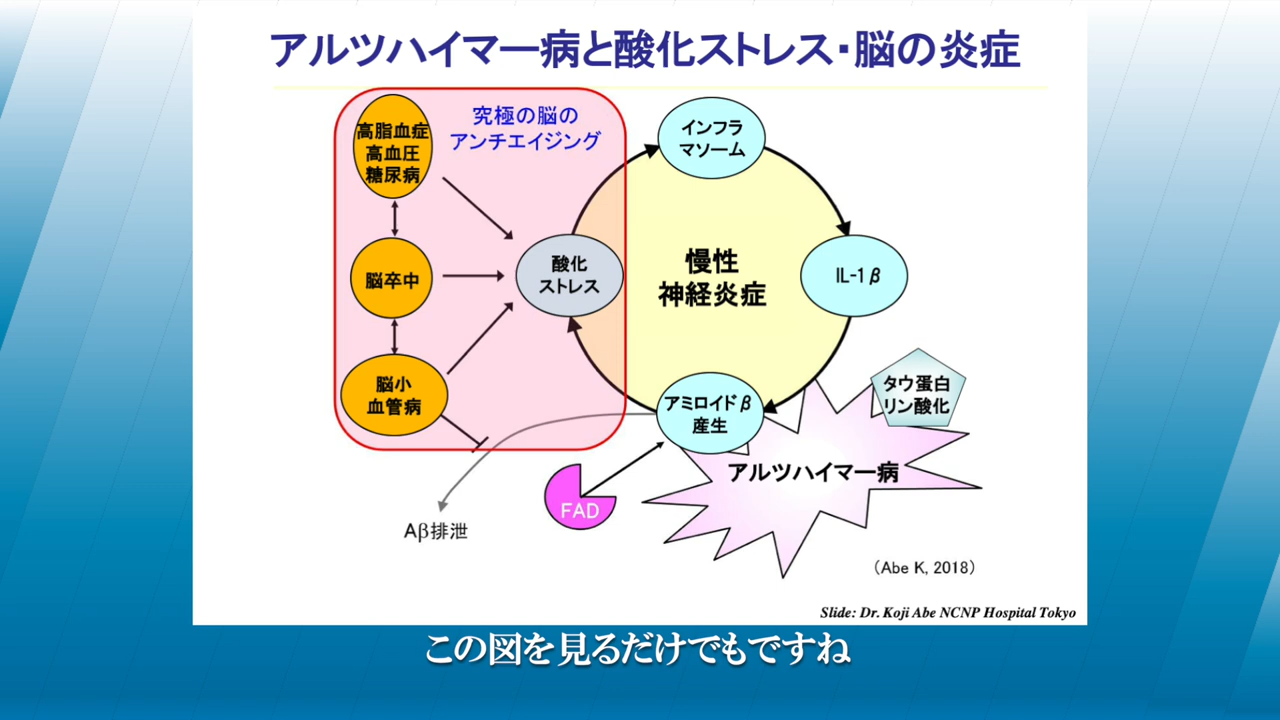 アルツハイマー病と酸化ストレス・脳の炎症
究極の脳の
アンチエイジング
高脂血症
高血圧
糖尿病
脳卒中
脳小
血管病
酸化
ストレス
インフラ
マソーム
慢性
神経炎症
IL-1β
アミロイドβ
産生
タウ蛋白
リン酸化
アルツハイマー病
FAD
Aβ排泄
（Abe K, 2018）
Slide: Dr. Koji Abe NCNP Hospital Tokyo
この図を見るだけでもですね